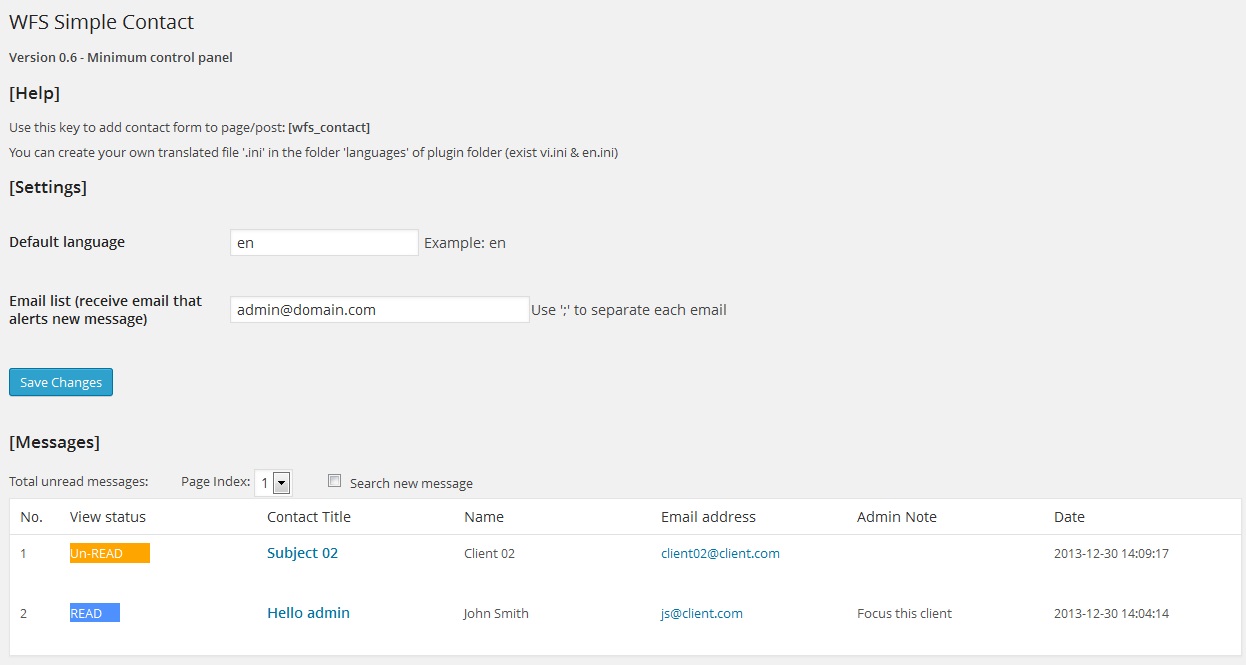 WFS Simple Contact
Version 0.6 - Minimum control panel
[Help]
Use this key to add contact form to page/post: [wfs_contact]
You can create your own translated file '.ini' in the folder 'languages' of plugin folder (exist vi.ini & en.ini)
[Settings]
Default language en Example: en
Email list (receive email that
alerts new message) admin@domain.com Use ';' to separate each email
Save Changes
[Messages]
Total unread messages: Page Index: 1 Search new message
No. View status Contact Title Name Email address Admin Note Date
1 Un-READ Subject 02 Client 02 client02@client.com 2013-12-30 14:09:17
2 READ Hello admin John Smith js@client.com Focus this client 2013-12-30 14:04:14